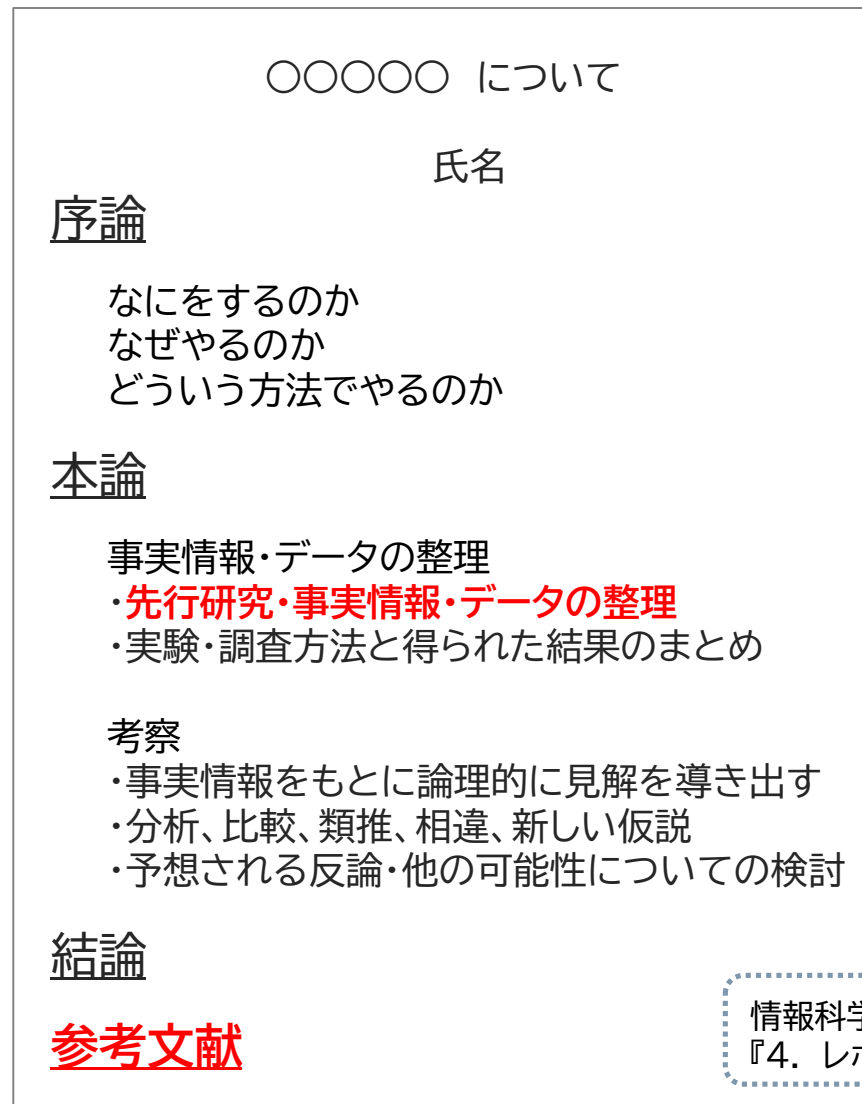 ○○○○○ について
氏名
序論
なにをするのか
なぜやるのか
どういう方法でやるのか
本論
事実情報・データの整理
・先行研究・事実情報・データの整理
・実験・調査方法と得られた結果のまとめ
考察
・事実情報をもとに論理的に見解を導き出す
・分析、比較、類推、相違、新しい仮説
・予想される反論・他の可能性についての検討
結論
参考文献
情報科学
『4. レポ